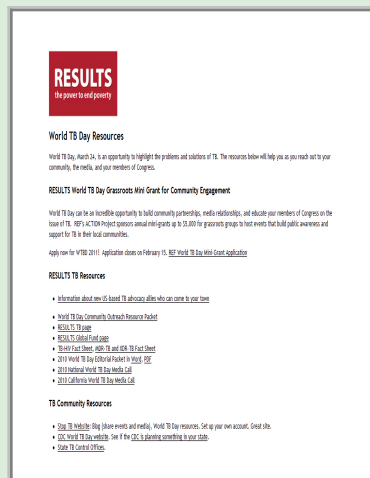 RESULTS
the power to end poverty
World TB Day Resources
World TB Day, March 24, is an opportunity to highlight the problems and solutions of TB. The resources below will help you as you reach out to your
community, the media, and your members of Congress.
RESULTS World TB Day Grassroots Mini Grant for Community Engagement
World TB Day can be an incredible opportunity to build community partnerships, media relationships, and educate your members of Congress on the
issue of TB. REF's ACTION Project sponsors annual mini-grants up to $5,000 for grassroots groups to host events that build public awareness and
support for TB in their local communities.
Apply now for WTBD 2011! Application closes on February 15. REF World TB Day Mini-Grant Application
RESULTS TB Resources
Information about new US-based TB advocacy allies who can come to your town
World TB Day Community Outreach Resource Packet
RESULTS TB page
RESULTS Global Fund page
TB-HIV Fact Sheet, MDR-TB and XDR-TB Fact Sheet
2010 World TB Day Editorial Packet in Word, PDF
2010 National World TB Day Media Call
2010 California World TB Day Media Call
TB Community Resources
Stop TB Website: Blog (share events and media), World TB Day resources. Set up your own account. Great site.
CDC World TB Day website. See if the CDC is planning something in your state.
State TB Control Offices.